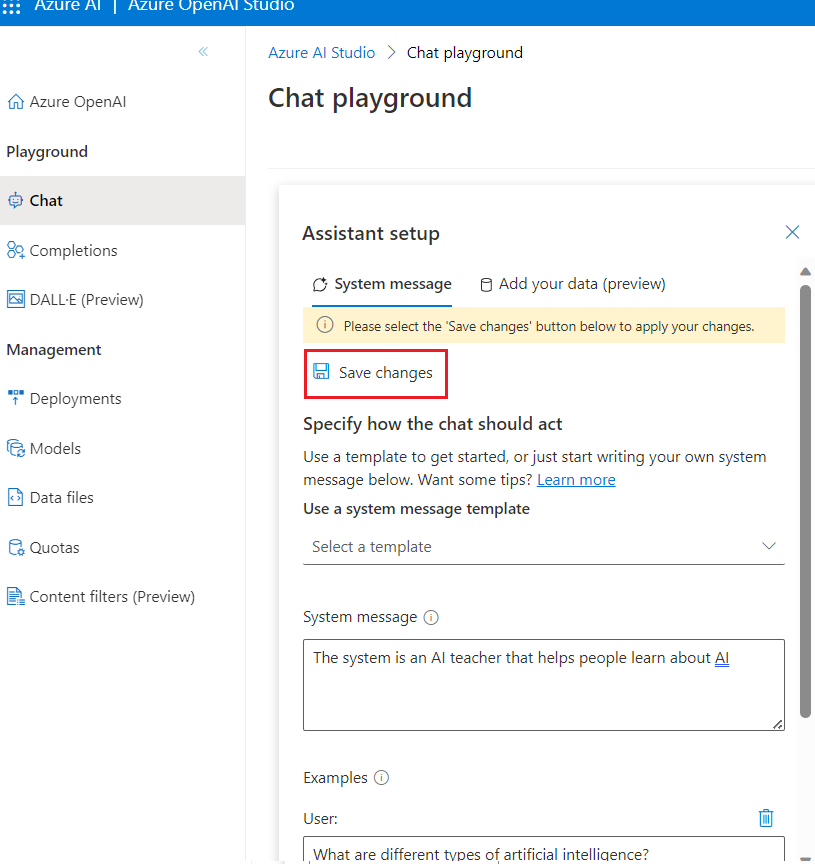 Azure AI | Azure OpenAI Studio
Azure AI Studio > Chat playground
Chat playground
Azure OpenAI
Playground
Chat
Completions
DALL·E (Preview)
Management
Deployments
Models
Data files
Quotas
Content filters (Preview)
Assistant setup
System message
Add your data (preview)
Please select the 'Save changes' button below to apply your changes.
Save changes
Specify how the chat should act
Use a template to get started, or just start writing your own system
message below. Want some tips? Learn more
Use a system message template
Select a template
System message
The system is an AI teacher that helps people learn about AI
Examples
User:
What are different types of artificial intelligence?